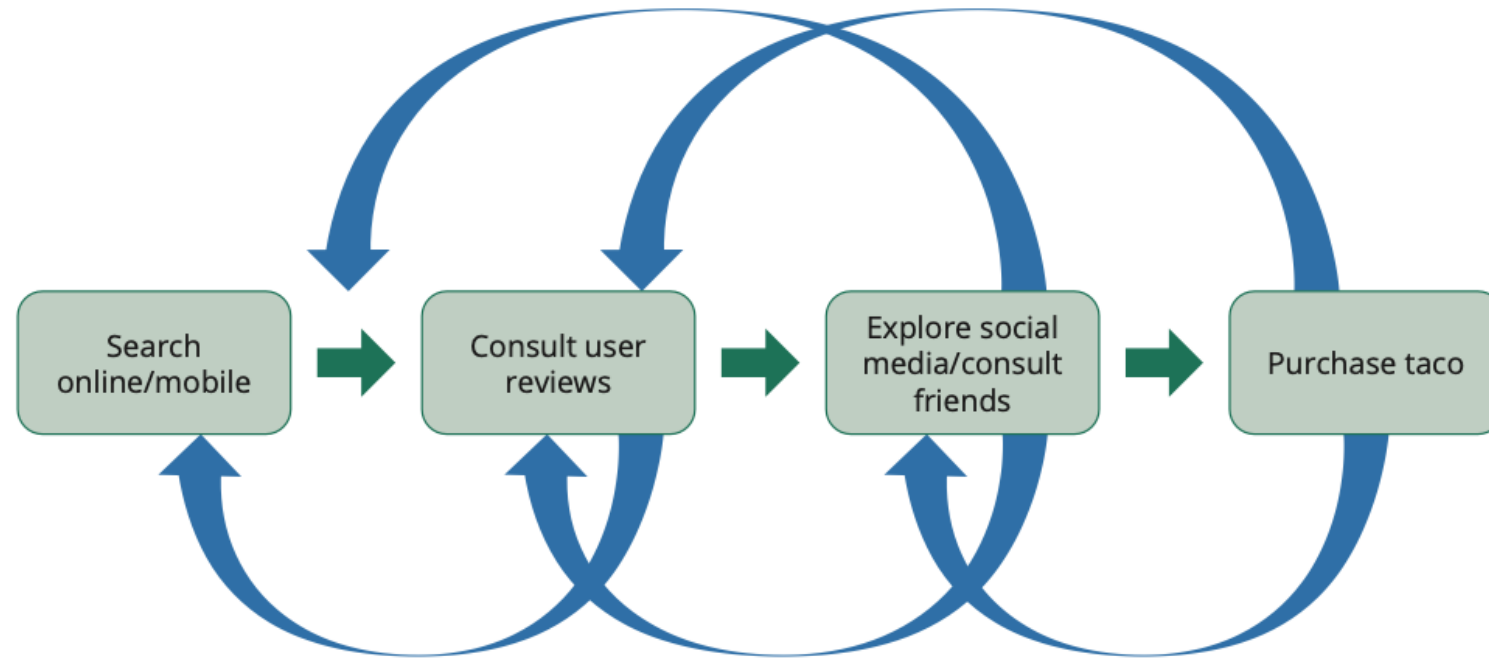 Search
online/mobile
Consult user
reviews
Explore social
media/consult
friends
Purchase taco